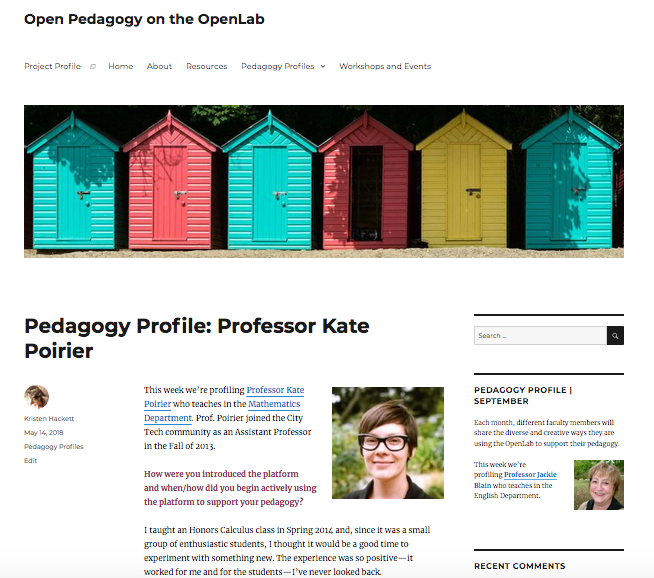 Open Pedagogy on the OpenLab
Project Profile
Home
About
Resources
Pedagogy Profiles
Workshops and Events
Pedagogy Profile: Professor Kate
Poirier
Kristen Hackett
May 14, 2018
Pedagogy Profiles
Edit
This week we're profiling Professor Kate
Poirier who teaches in the Mathematics
Department. Prof. Poirier joined the City
Tech community as an Assistant Professor
in the Fall of 2013.
How were you introduced the platform
and when/how did you begin actively using
the platform to support your pedagogy?
I taught an Honors Calculus class in Spring 2014 and, since it was a small
group of enthusiastic students, I thought it would be a good time to
experiment with something new. The experience was so positive—it
worked for me and for the students—I've never looked back.
Search …
PEDAGOGY PROFILE |
SEPTEMBER
Each month, different faculty members will
share the diverse and creative ways they are
using the OpenLab to support their pedagogy.
This week we're
profiling Professor Jackie
Blain who teaches in the
English Department.
RECENT COMMENTS